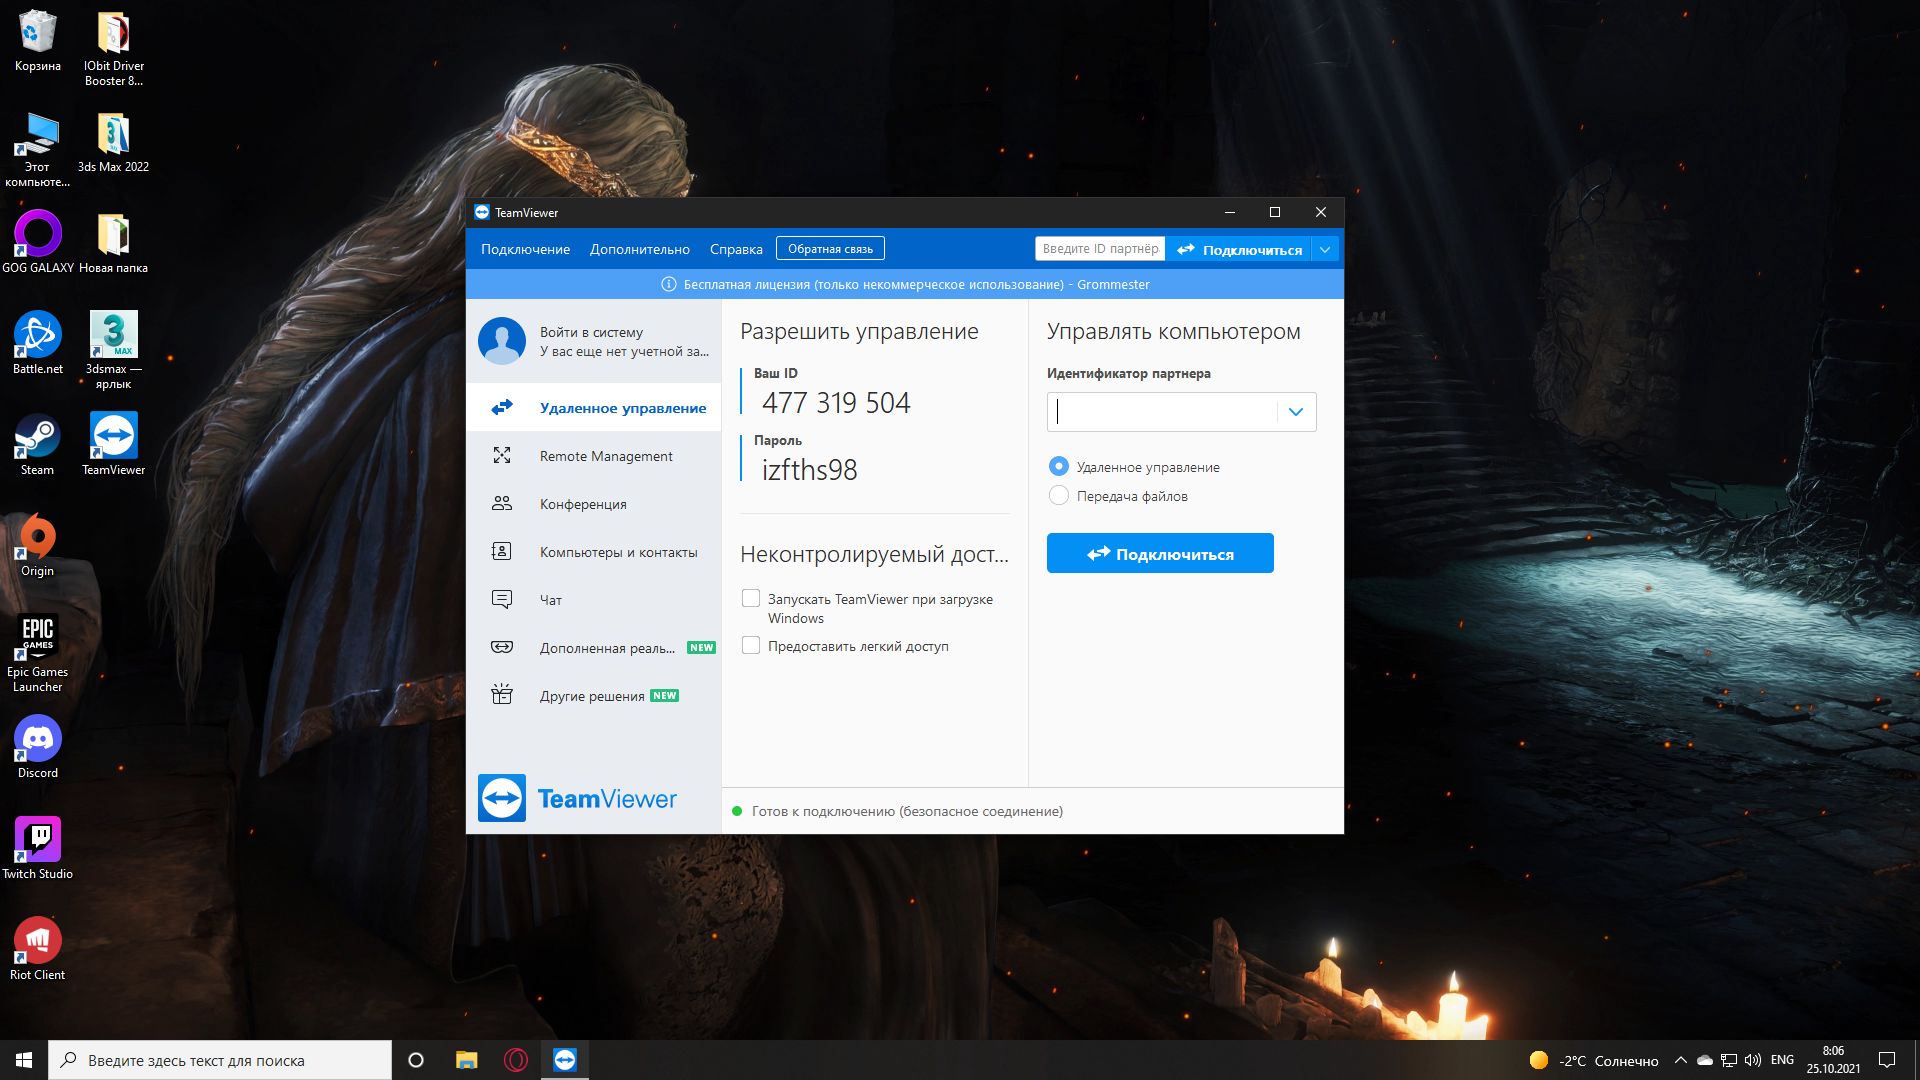 Корзина
IObit Driver
Booster 8...
Этот
компьюте...
3ds Max 2022
GOG GALAXY
Новая папка
Battle.net
3
MAX
3dsmax —
ярлык
Steam
TeamViewer
Origin
EPIC
GAMES
Epic Games
Launcher
Discord
Twitch Studio
Riot Client
TeamViewer
Подключение
Дополнительно
Справка
Обратная связь
Введите ID партнёр
Подключиться
Бесплатная лицензия (только некоммерческое использование) - Grommester
Войти в систему
У вас еще нет учетной за...
Удаленное управление
Remote Management
Конференция
Компьютеры и контакты
Чат
Дополненная реаль...
NEW
Другие решения
NEW
TeamViewer
Разрешить управление
Ваш ID
477 319 504
Пароль
izfths98
Неконтролируемый дост...
Запускать TeamViewer при загрузке
Windows
Предоставить легкий доступ
Управлять компьютером
Идентификатор партнера
Удаленное управление
Передача файлов
Подключиться
Готов к подключению (безопасное соединение)
Введите здесь текст для поиска
-2°C Солнечно
ENG
8:06
25.10.2021